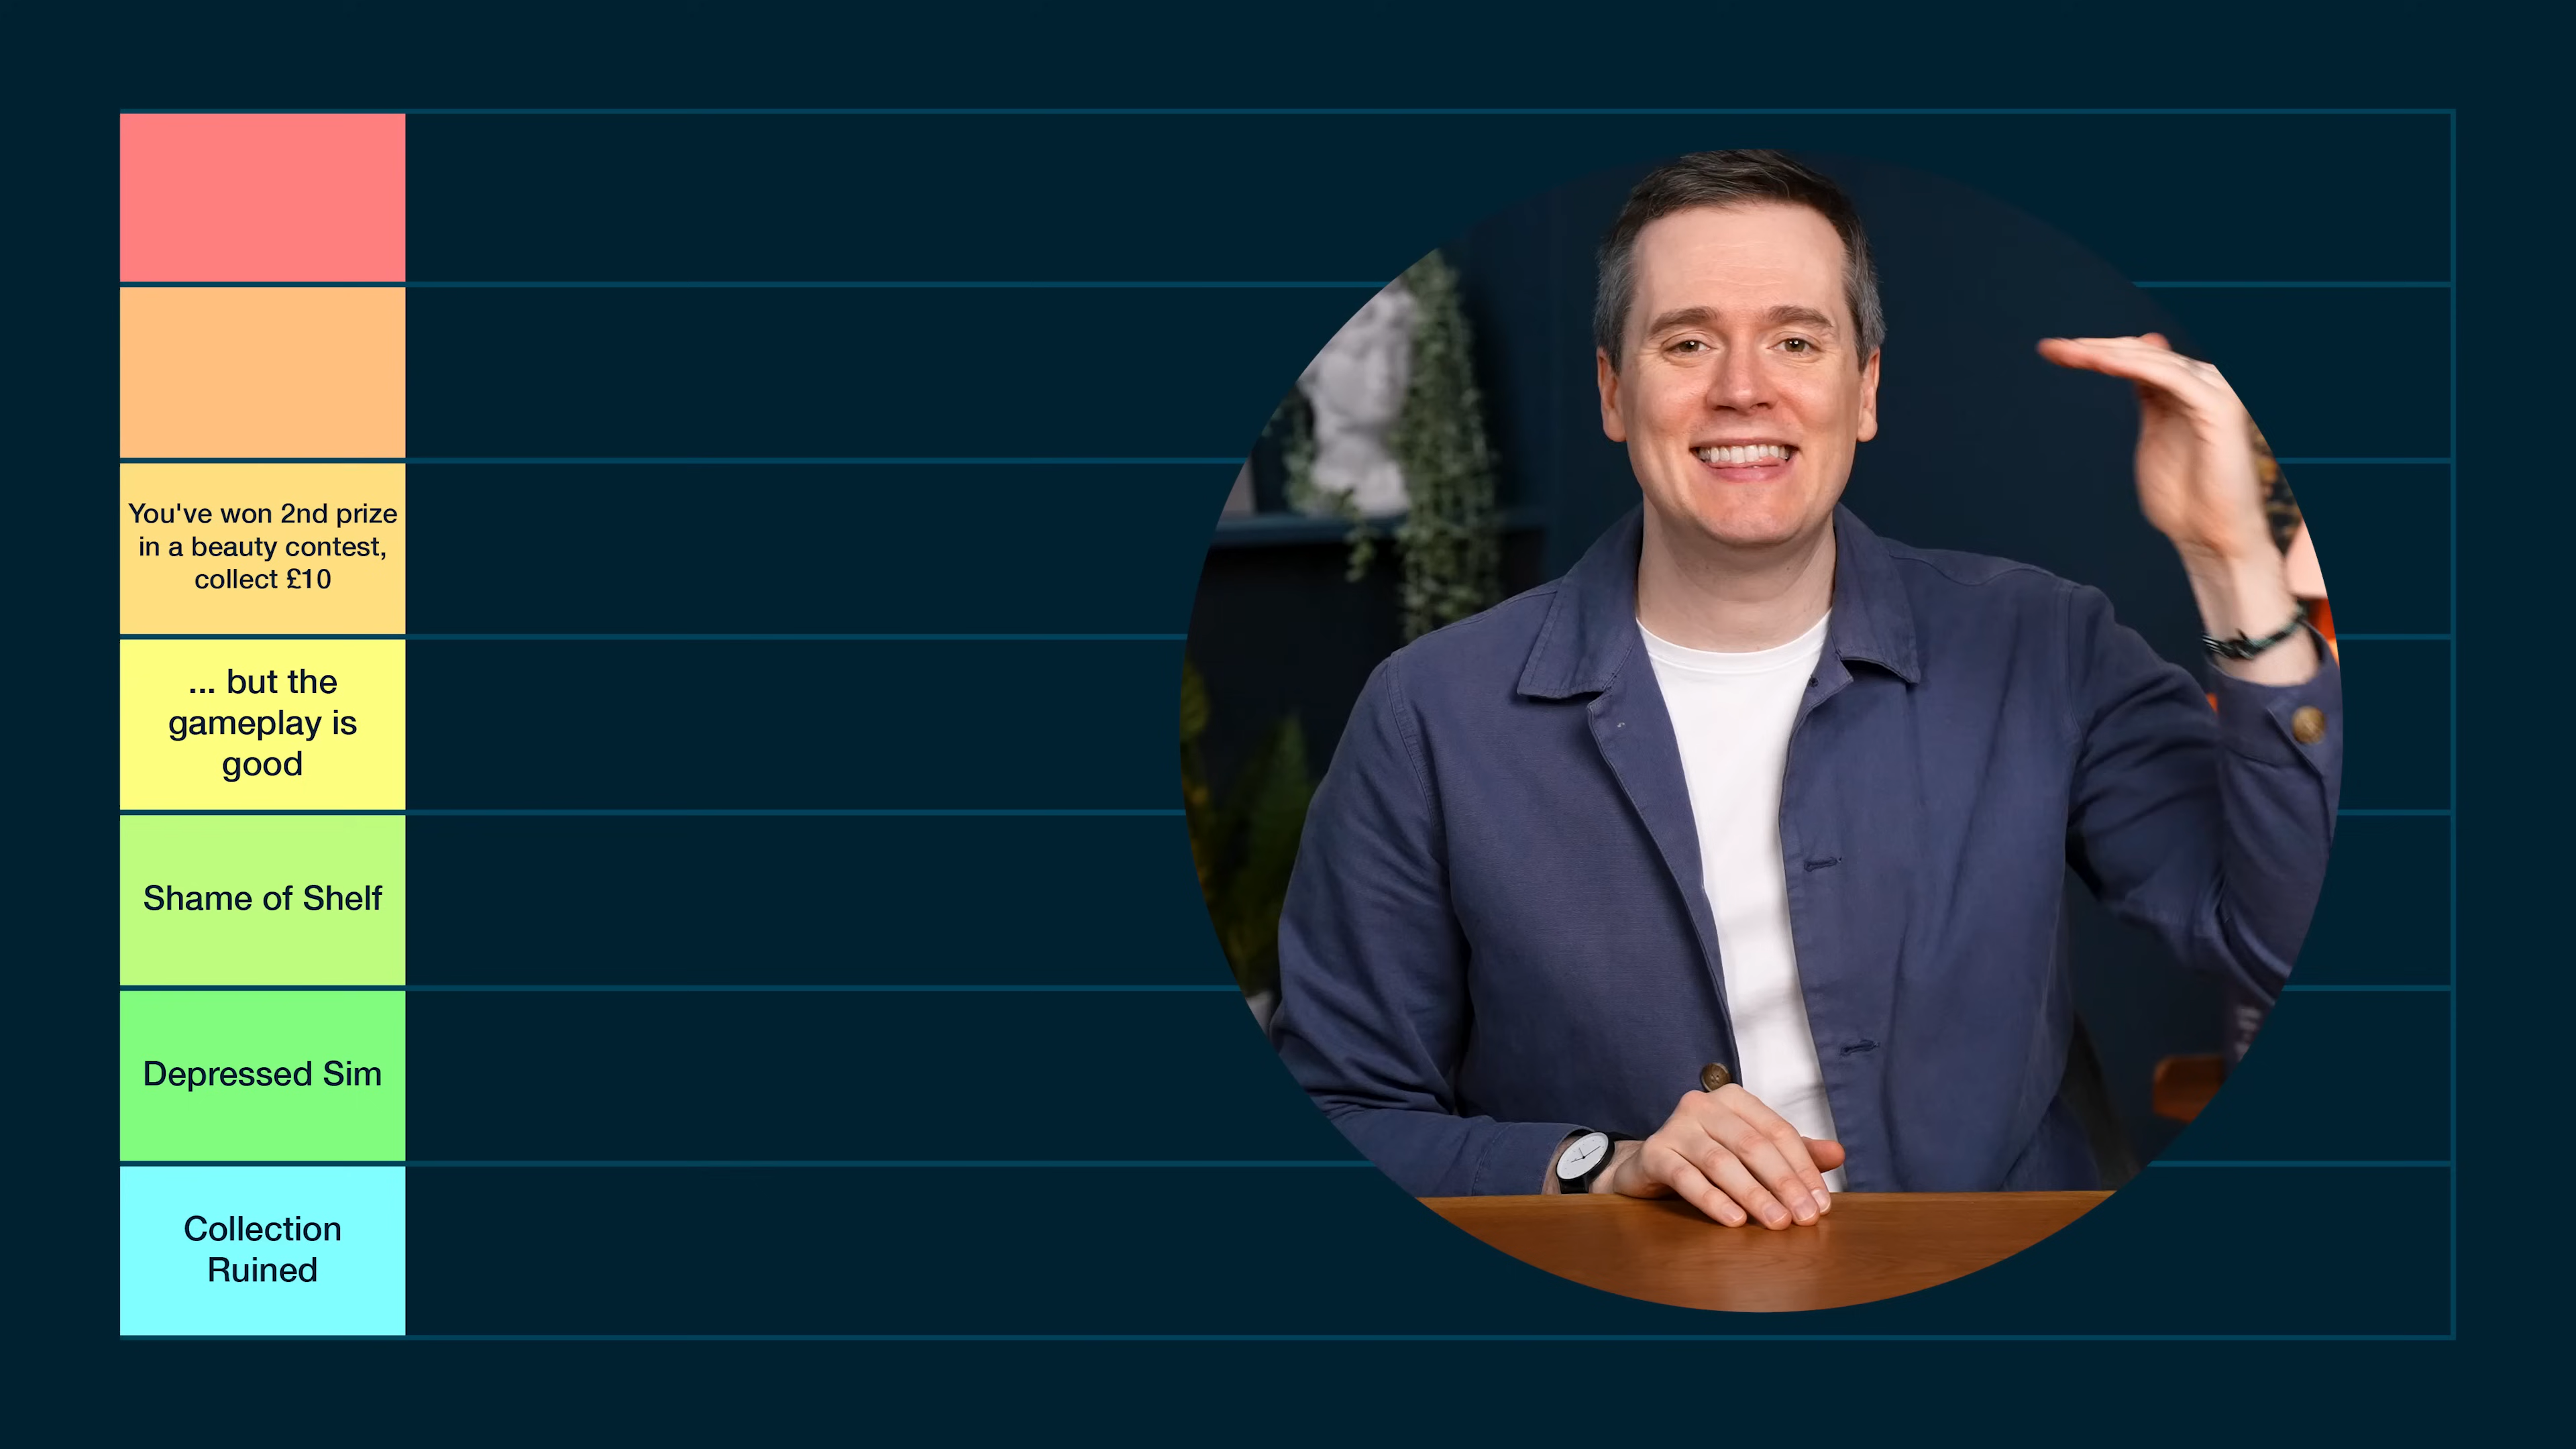 You've won 2nd prize
in a beauty contest,
collect £10
... but the
gameplay is
good
Shame of Shelf
Depressed Sim
Collection
Ruined